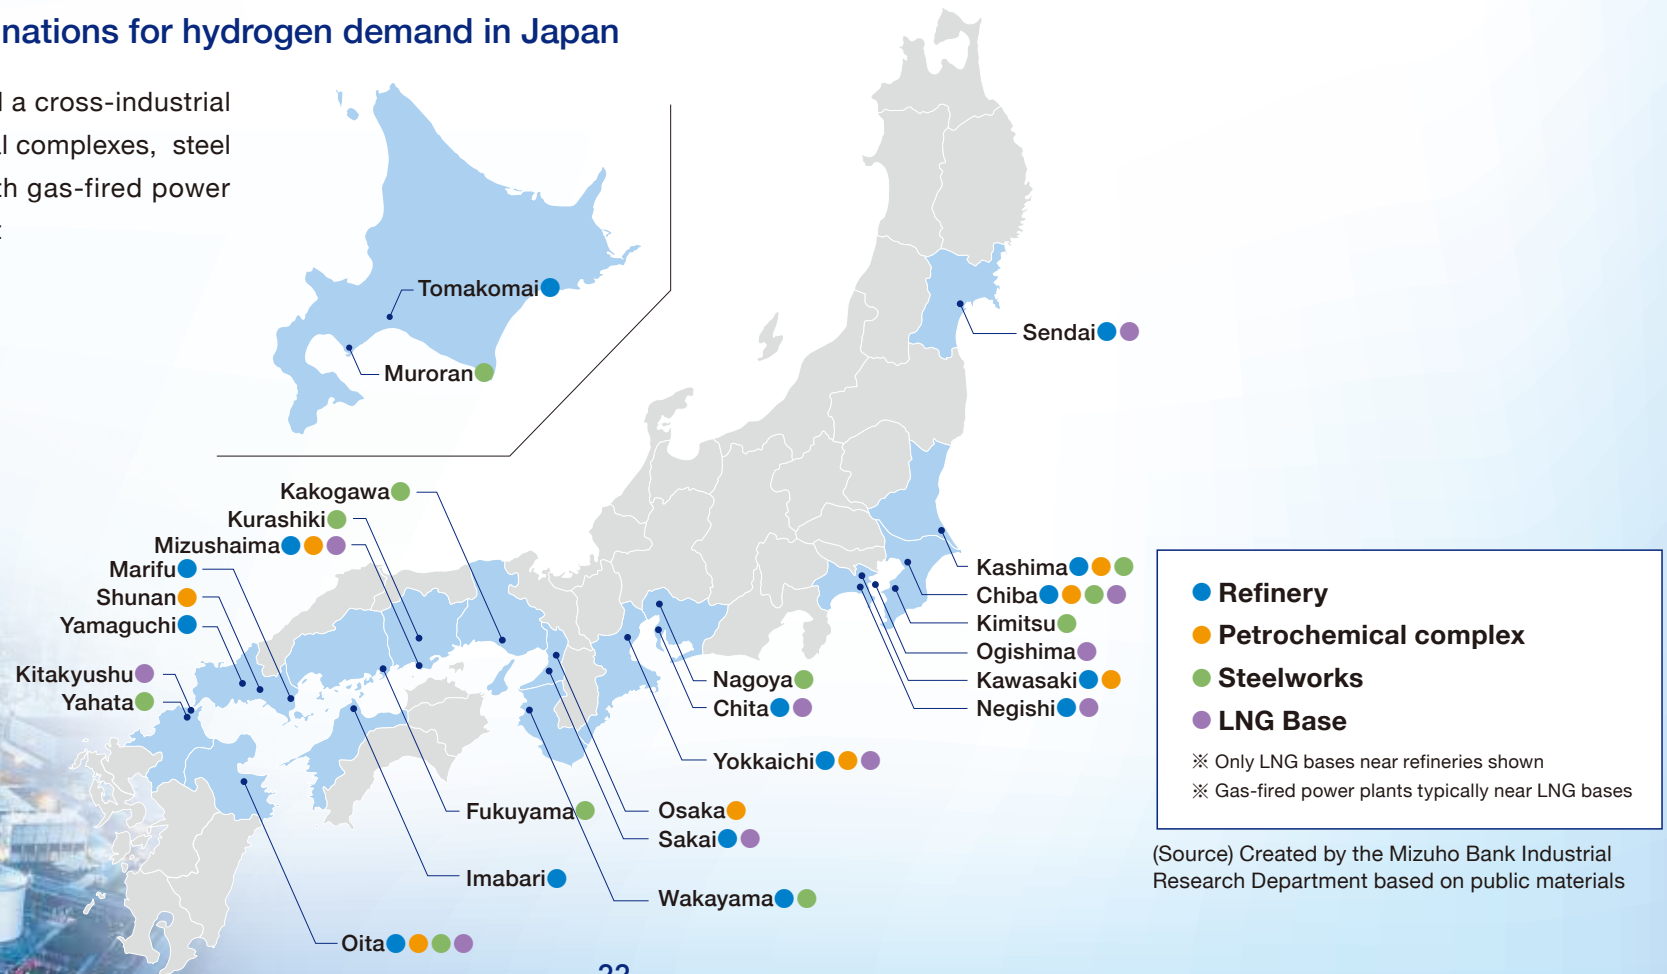 nations for hydrogen demand in Japan
a cross-industrial
complexes, steel
gas-fired power
Tomakomai
Muroran
Sendai
Kakogawa
Kurashiki
Mizushaima
Marifu
Shunan
Yamaguchi
Kitakyushu
Yahata
Kashima
Chiba
Kimitsu
Ogishima
Kawasaki
Negishi
Nagoya
Chita
Yokkaichi
Fukuyama
Osaka
Sakai
Imabari
Wakayama
Oita
Refinery
Petrochemical complex
Steelworks
LNG Base
※ Only LNG bases near refineries shown
※ Gas-fired power plants typically near LNG bases
(Source) Created by the Mizuho Bank Industrial
Research Department based on public materials